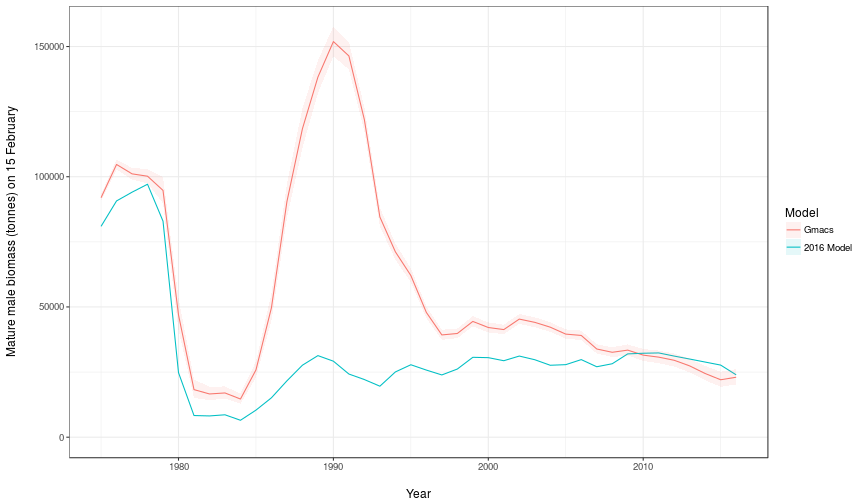 Mature male biomass (tonnes) on 15 February
150000
100000
50000
0
1980
1990
2000
2010
Year
Model
Gmacs
2016 Model